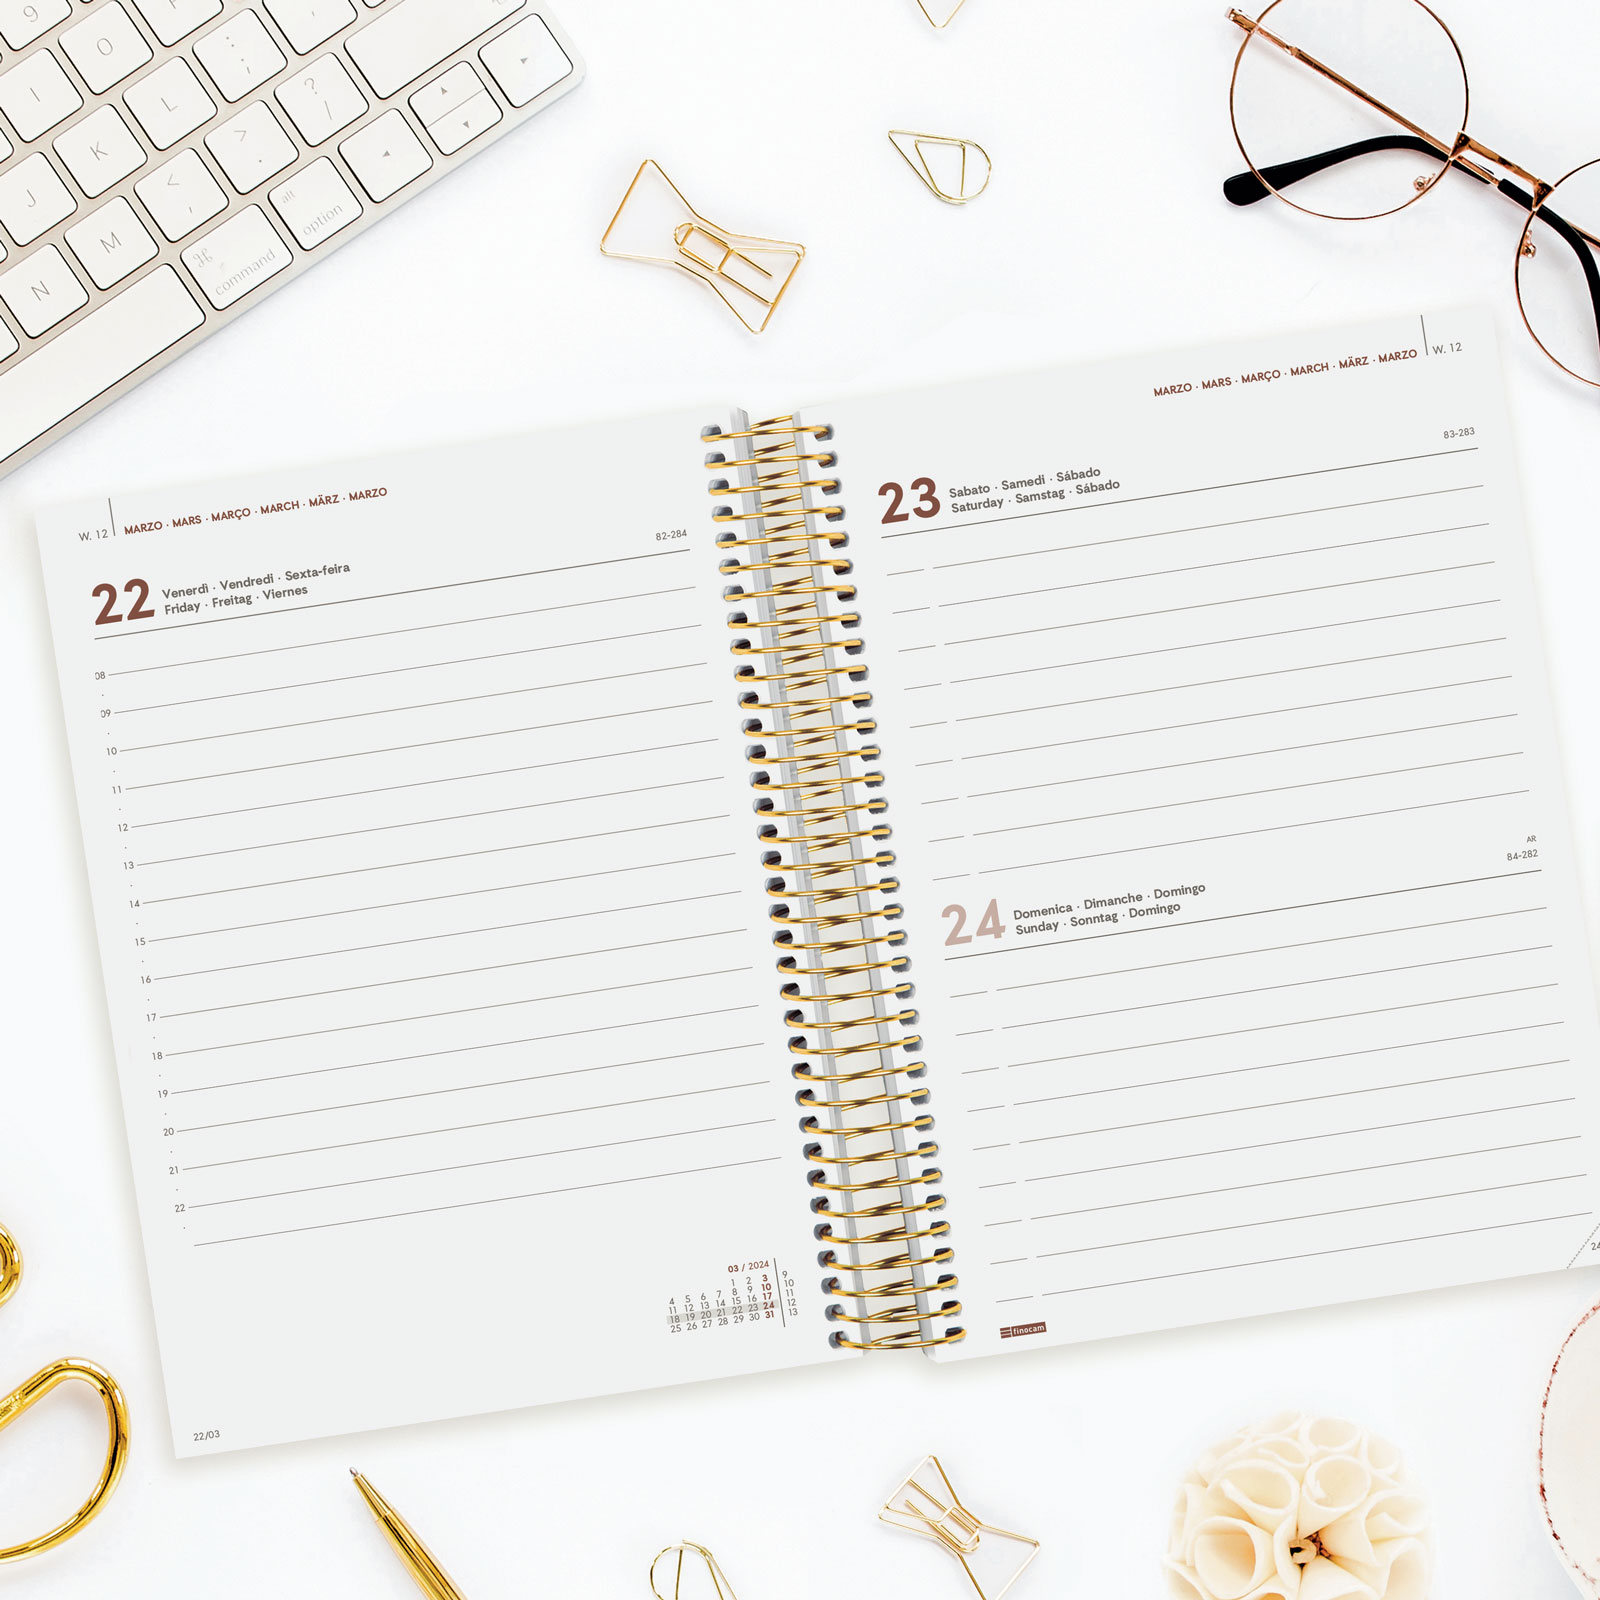 9
O
:
;
I
L
?
/
K
>
.
J
<
,
alt
option
M
⌘
command
N
W. 12
MARZO · MARS · MARÇO · MARCH · MÄRZ · MARZO
82-284
22
Venerdì · Vendredi · Sexta-feira
Friday · Freitag · Viernes
08
09
10
11
12
13
14
15
16
17
18
19
20
21
22
03 / 2024
1 2 3 9
4 5 6 7 8 9 10 10
11 12 13 14 15 16 17 11
18 19 20 21 22 23 24 12
25 26 27 28 29 30 31 13
22/03
MARZO · MARS · MARÇO · MARCH · MÄRZ · MARZO
W. 12
83-283
23
Sabato · Samedi · Sábado
Saturday · Samstag · Sábado
AR
84-282
24
Domenica · Dimanche · Domingo
Sunday · Sonntag · Domingo
finocam